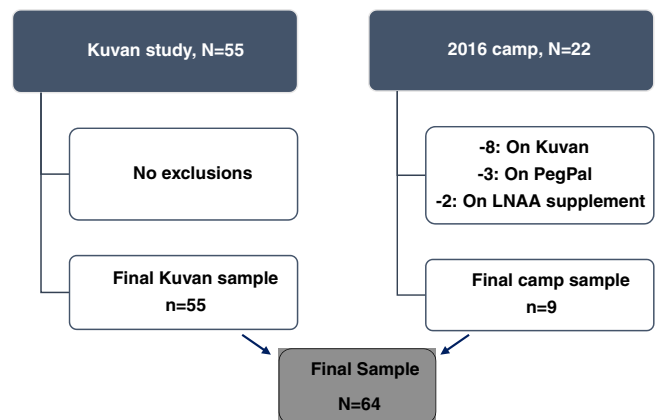 Kuvan study, N=55
No exclusions
Final Kuvan sample
n=55
2016 camp, N=22
-8: On Kuvan
-3: On PegPal
-2: On LNAA supplement
Final camp sample
n=9
Final Sample
N=64